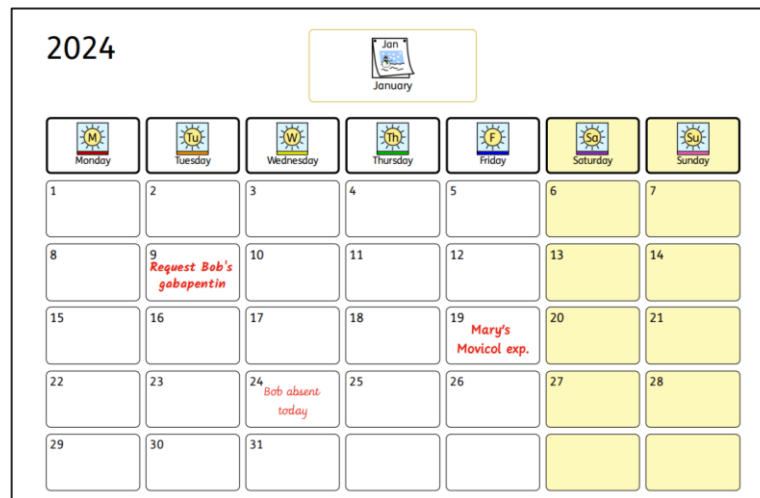 2024
Jan
January
M Tu W Th F Sa Su
Monday Tuesday Wednesday Thursday Friday Saturday Sunday
1 2 3 4 5 6 7
8 9 10 11 12 13 14
Request Bob's
gabapentin
15 16 17 18 19 20 21
Mary's
Movicol exp.
22 23 24 25 26 27 28
Bob absent
today
29 30 31